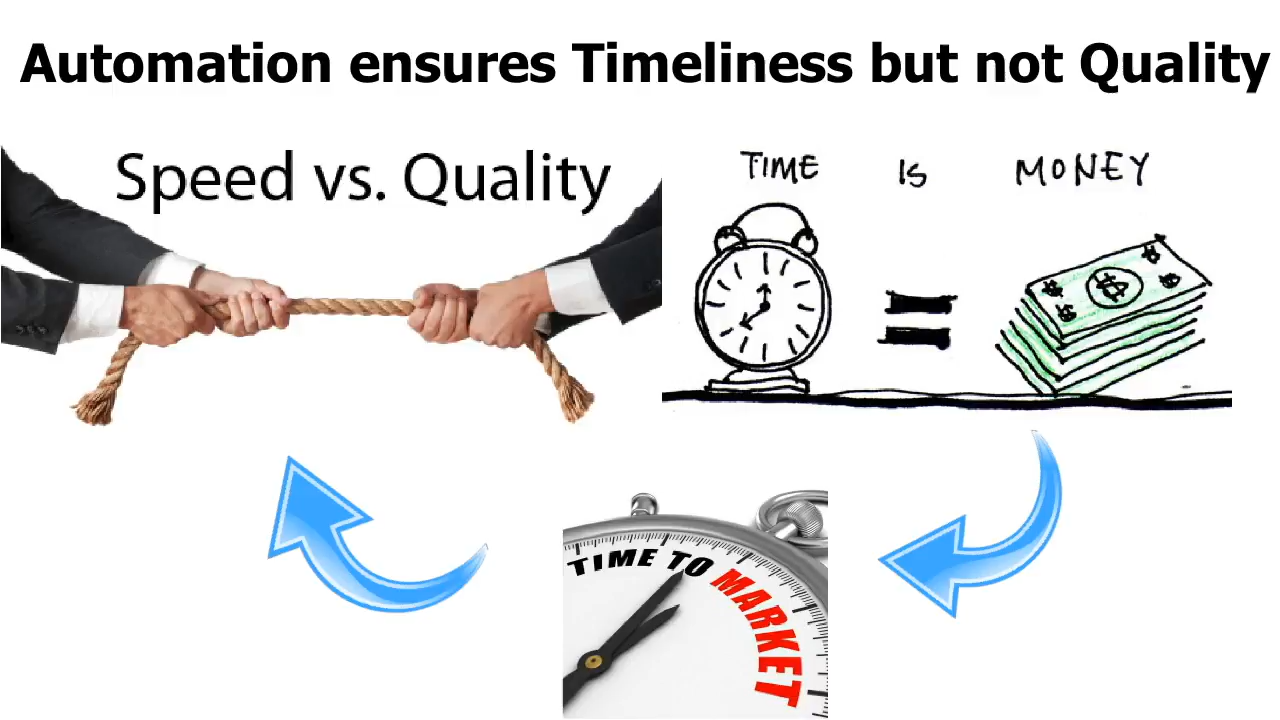 Automation ensures Timeliness but not Quality
Speed vs. Quality
TIME IS MONEY
TIME TO MARKET